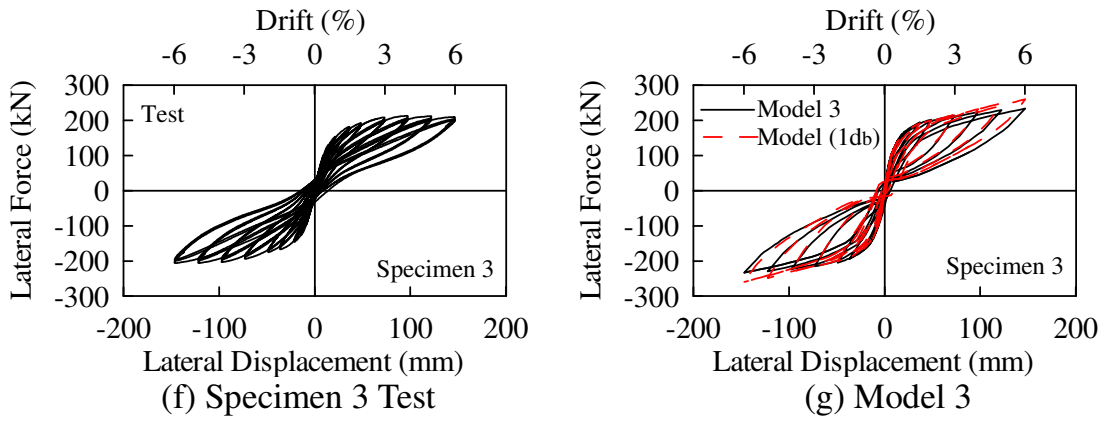 Drift (%)
-6 -3 0 3 6
300
200
100
0
-100
-200
-300
Lateral Force (kN)
Test
Specimen 3
-200 -100 0 100 200
Lateral Displacement (mm)
(f) Specimen 3 Test
Drift (%)
-6 -3 0 3 6
300
200
100
0
-100
-200
-300
Lateral Force (kN)
Model 3
Model (1db)
Specimen 3
-200 -100 0 100 200
Lateral Displacement (mm)
(g) Model 3